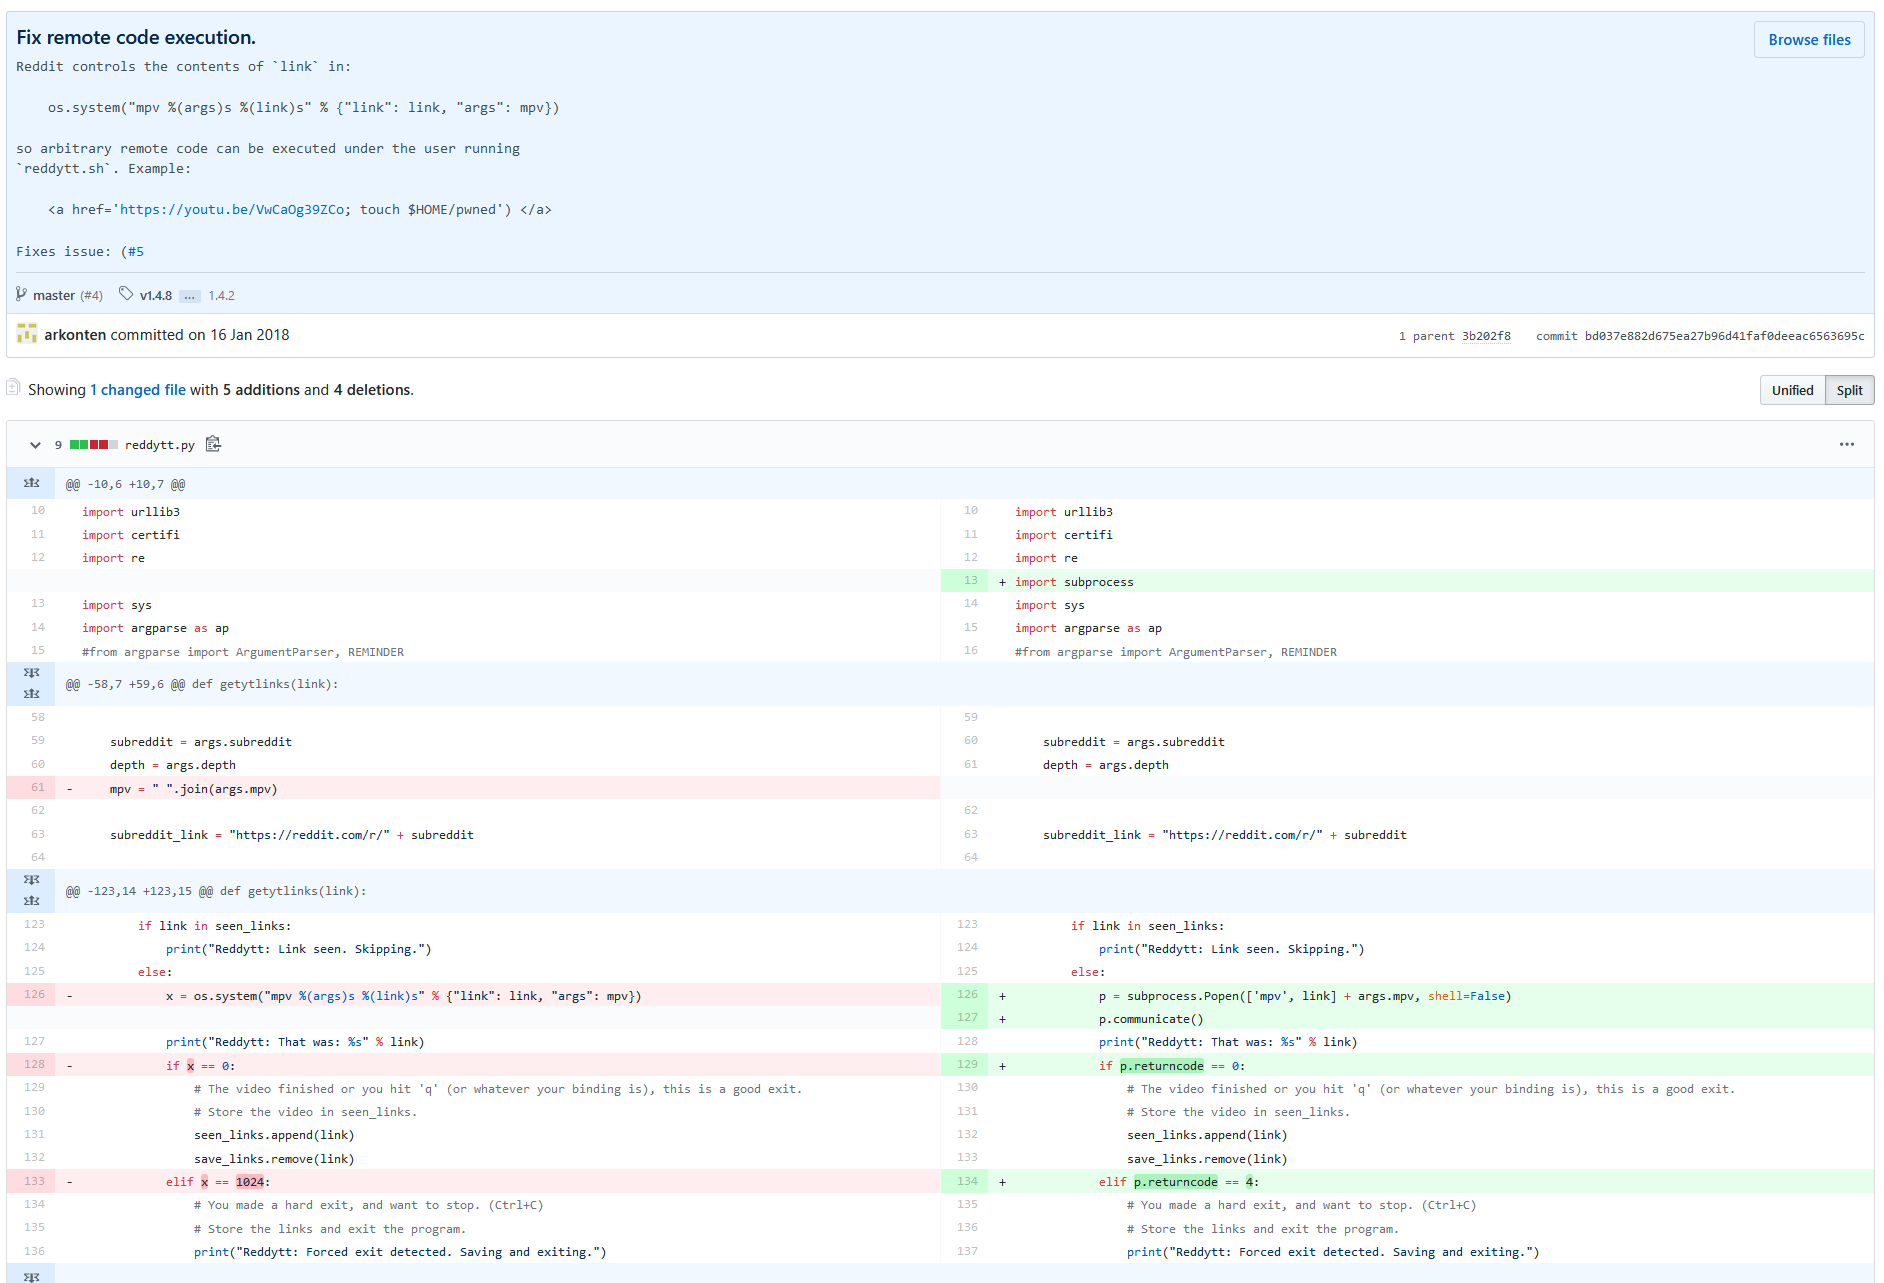 Fix remote code execution.
Browse files
Reddit controls the contents of `link` in:
os.system("mpv %(args)s %(link)s" % {"link": link, "args": mpv})
so arbitrary remote code can be executed under the user running
`reddytt.sh`. Example:
<a href='https://youtu.be/VwCaOg39ZCo; touch $HOME/pwned') </a>
Fixes issue: (#5
master (#4) v1.4.8 … 1.4.2
arkonten committed on 16 Jan 2018
1 parent 3b202f8 commit bd037e882d675ea27b96d41faf0deeac6563695c
Showing 1 changed file with 5 additions and 4 deletions.
Unified Split
9 reddytt.py
@@ -10,6 +10,7 @@
10 import urllib3 10 import urllib3
11 import certifi 11 import certifi
12 import re 12 import re
13 + import subprocess
13 import sys 14 import sys
14 import argparse as ap 15 import argparse as ap
15 #from argparse import ArgumentParser, REMINDER 16 #from argparse import ArgumentParser, REMINDER
@@ -58,7 +59,6 @@ def getytlinks(link):
58 59
59 subreddit = args.subreddit 60 subreddit = args.subreddit
60 depth = args.depth 61 depth = args.depth
61 - mpv = " ".join(args.mpv)
62 62
63 subreddit_link = "https://reddit.com/r/" + subreddit 63 subreddit_link = "https://reddit.com/r/" + subreddit
64 64
@@ -123,14 +123,15 @@ def getytlinks(link):
123 if link in seen_links: 123 if link in seen_links:
124 print("Reddytt: Link seen. Skipping.") 124 print("Reddytt: Link seen. Skipping.")
125 else: 125 else:
126 - x = os.system("mpv %(args)s %(link)s" % {"link": link, "args": mpv}) 126 + p = subprocess.Popen(['mpv', link] + args.mpv, shell=False)
127 + p.communicate()
127 print("Reddytt: That was: %s" % link) 128 print("Reddytt: That was: %s" % link)
128 - if x == 0: 129 + if p.returncode == 0:
129 # The video finished or you hit 'q' (or whatever your binding is), this is a good exit. 130 # The video finished or you hit 'q' (or whatever your binding is), this is a good exit.
130 # Store the video in seen_links. 131 # Store the video in seen_links.
131 seen_links.append(link) 132 seen_links.append(link)
132 save_links.remove(link) 133 save_links.remove(link)
133 - elif x == 1024: 134 + elif p.returncode == 4:
134 # You made a hard exit, and want to stop. (Ctrl+C) 135 # You made a hard exit, and want to stop. (Ctrl+C)
135 # Store the links and exit the program. 136 # Store the links and exit the program.
136 print("Reddytt: Forced exit detected. Saving and exiting.") 137 print("Reddytt: Forced exit detected. Saving and exiting.")